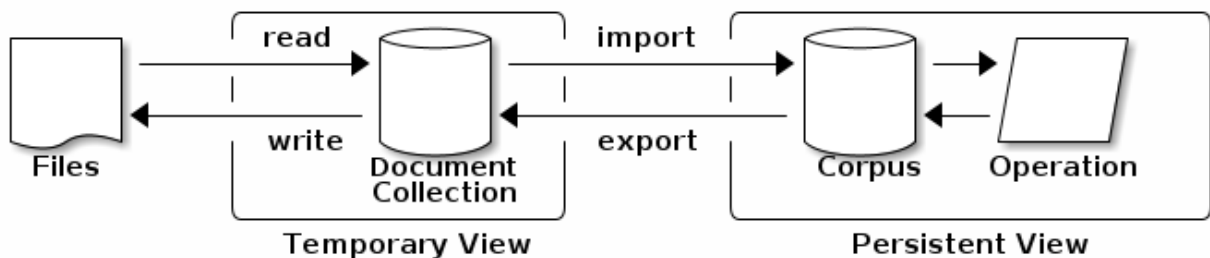 read
import
write
export
Files
Document
Collection
Corpus
Operation
Temporary View
Persistent View